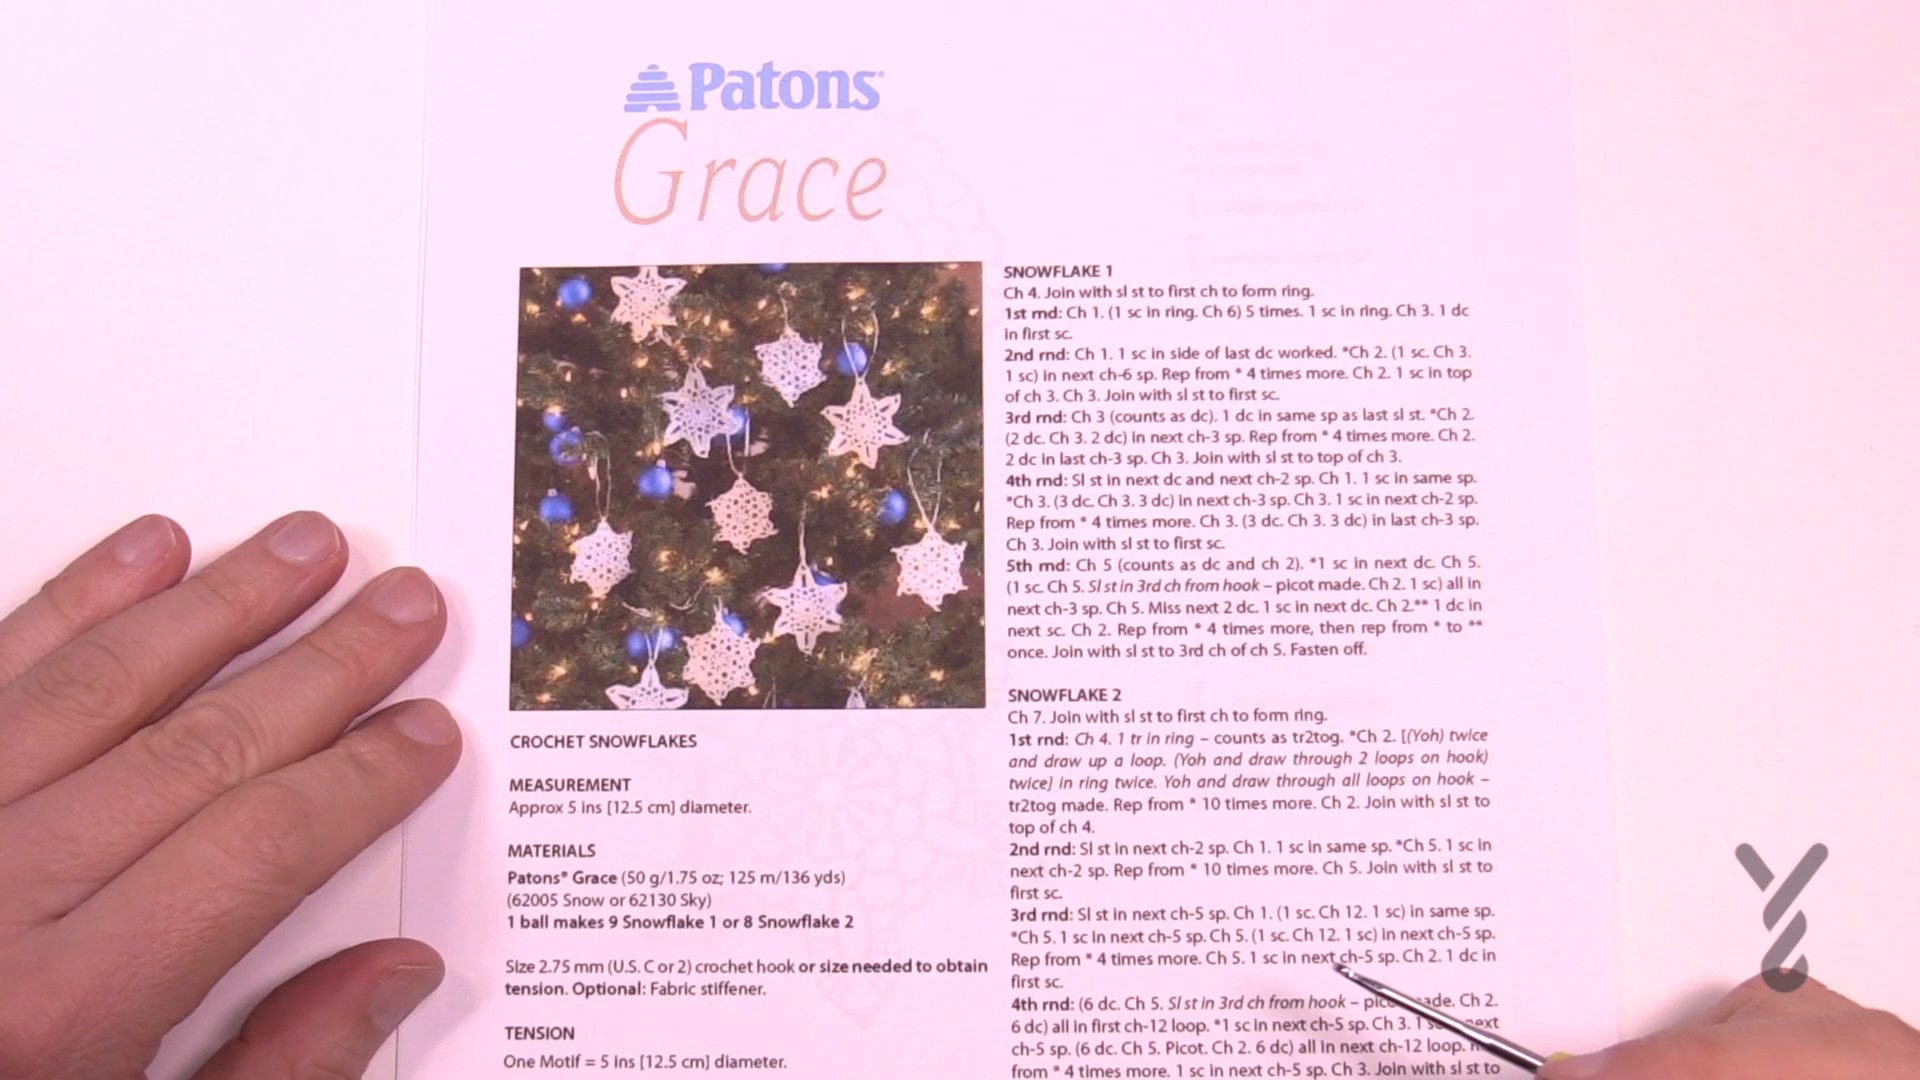 Patons
Grace
CROCHET SNOWFLAKES
MEASUREMENT
Approx 5 ins [12.5 cm] diameter.
MATERIALS
Patons® Grace (50 g/1.75 oz; 125 m/136 yds)
(62005 Snow or 62130 Sky)
1 ball makes 9 Snowflake 1 or 8 Snowflake 2
Size 2.75 mm (U.S. C or 2) crochet hook or size needed to obtain
tension. Optional: Fabric stiffener.
TENSION
One Motif = 5 ins [12.5 cm] diameter.
SNOWFLAKE 1
Ch 4. Join with sl st to first ch to form ring.
1st rnd: Ch 1. (1 sc in ring. Ch 6) 5 times. 1 sc in ring. Ch 3. 1 dc
in first sc.
2nd rnd: Ch 1. 1 sc in side of last dc worked. *Ch 2. (1 sc. Ch 3.
1 sc) in next ch-6 sp. Rep from * 4 times more. Ch 2. 1 sc in top
of ch 3. Ch 3. Join with sl st to first sc.
3rd rnd: Ch 3 (counts as dc). 1 dc in same sp as last sl st. *Ch 2.
(2 dc. Ch 3. 2 dc) in next ch-3 sp. Rep from * 4 times more. Ch 2.
2 dc in last ch-3 sp. Ch 3. Join with sl st to top of ch 3.
4th rnd: Sl st in next dc and next ch-2 sp. Ch 1. 1 sc in same sp.
*Ch 3. (3 dc. Ch 3. 3 dc) in next ch-3 sp. Ch 3. 1 sc in next ch-2 sp.
Rep from * 4 times more. Ch 3. (3 dc. Ch 3. 3 dc) in last ch-3 sp.
Ch 3. Join with sl st to first sc.
5th rnd: Ch 5 (counts as dc and ch 2). *1 sc in next dc. Ch 5.
(1 sc. Ch 5. Sl st in 3rd ch from hook – picot made. Ch 2. 1 sc) all in
next ch-3 sp. Ch 5. Miss next 2 dc. 1 sc in next dc. Ch 2.** 1 dc in
next sc. Ch 2. Rep from * 4 times more, then rep from * to **
once. Join with sl st to 3rd ch of ch 5. Fasten off.
SNOWFLAKE 2
Ch 7. Join with sl st to first ch to form ring.
1st rnd: Ch 4. 1 tr in ring – counts as tr2tog. *Ch 2. [(Yoh) twice
and draw up a loop. (Yoh and draw through 2 loops on hook)
twice] in ring twice. Yoh and draw through all loops on hook –
tr2tog made. Rep from * 10 times more. Ch 2. Join with sl st to
top of ch 4.
2nd rnd: Sl st in next ch-2 sp. Ch 1. 1 sc in same sp. *Ch 5. 1 sc in
next ch-2 sp. Rep from * 10 times more. Ch 5. Join with sl st to
first sc.
3rd rnd: Sl st in next ch-5 sp. Ch 1. (1 sc. Ch 12. 1 sc) in same sp.
*Ch 5. 1 sc in next ch-5 sp. Ch 5. (1 sc. Ch 12. 1 sc) in next ch-5 sp.
Rep from * 4 times more. Ch 5. 1 sc in next ch-5 sp. Ch 2. 1 dc in
first sc.
4th rnd: (6 dc. Ch 5. Sl st in 3rd ch from hook – made. Ch 2.
6 dc) all in first ch-12 loop. *1 sc in next ch-5 sp. Ch 3. 1
ch-5 sp. (6 dc. Ch 5. Picot. Ch 2. 6 dc) all in next ch-12 loop.
from * 4 times more. 1 sc in next ch-5 sp. Ch 3. Join with sl st to